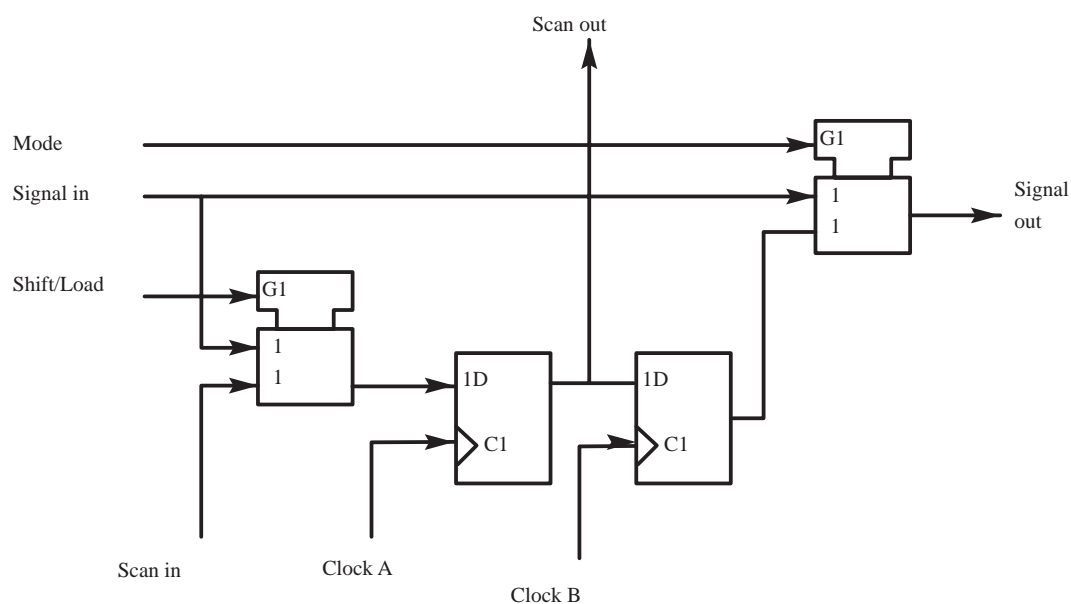 Scan out
Mode
G1
Signal in
1
Signal
1
out
Shift/Load
G1
1
1
1D
1D
C1
C1
Scan in
Clock A
Clock B